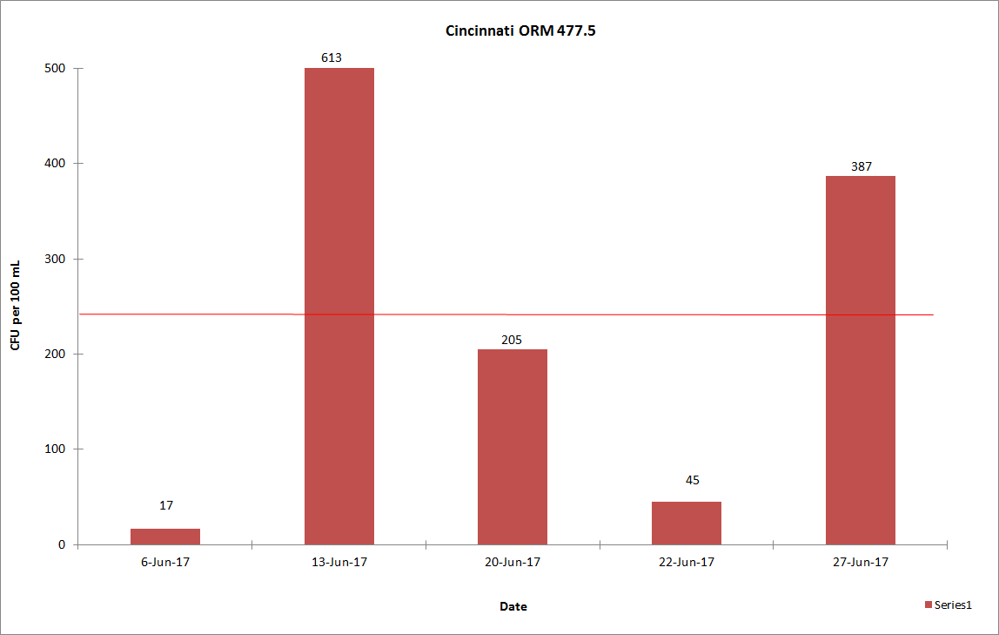 Cincinnati ORM 477.5
CFU per 100 mL
500
400
300
200
100
0
17
613
205
45
387
6-Jun-17
13-Jun-17
20-Jun-17
22-Jun-17
27-Jun-17
Date
Series1